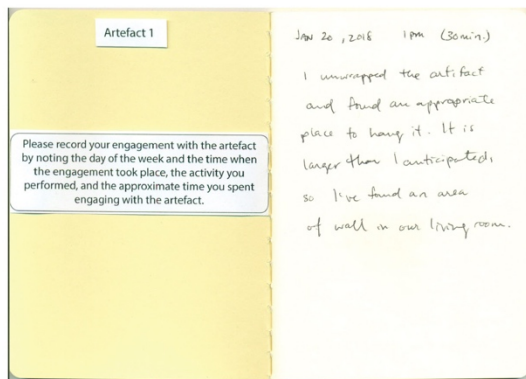 Artefact 1
Please record your engagement with the artefact
by noting the day of the week and the time when
the engagement took place, the activity you
performed, and the approximate time you spent
engaging with the artefact.
JAN 20, 2018 1pm (30min.)
I unwrapped the artifact
and found an appropriate
place to hang it. It is
larger than I anticipated,
so I've found an area
of wall in our living room.